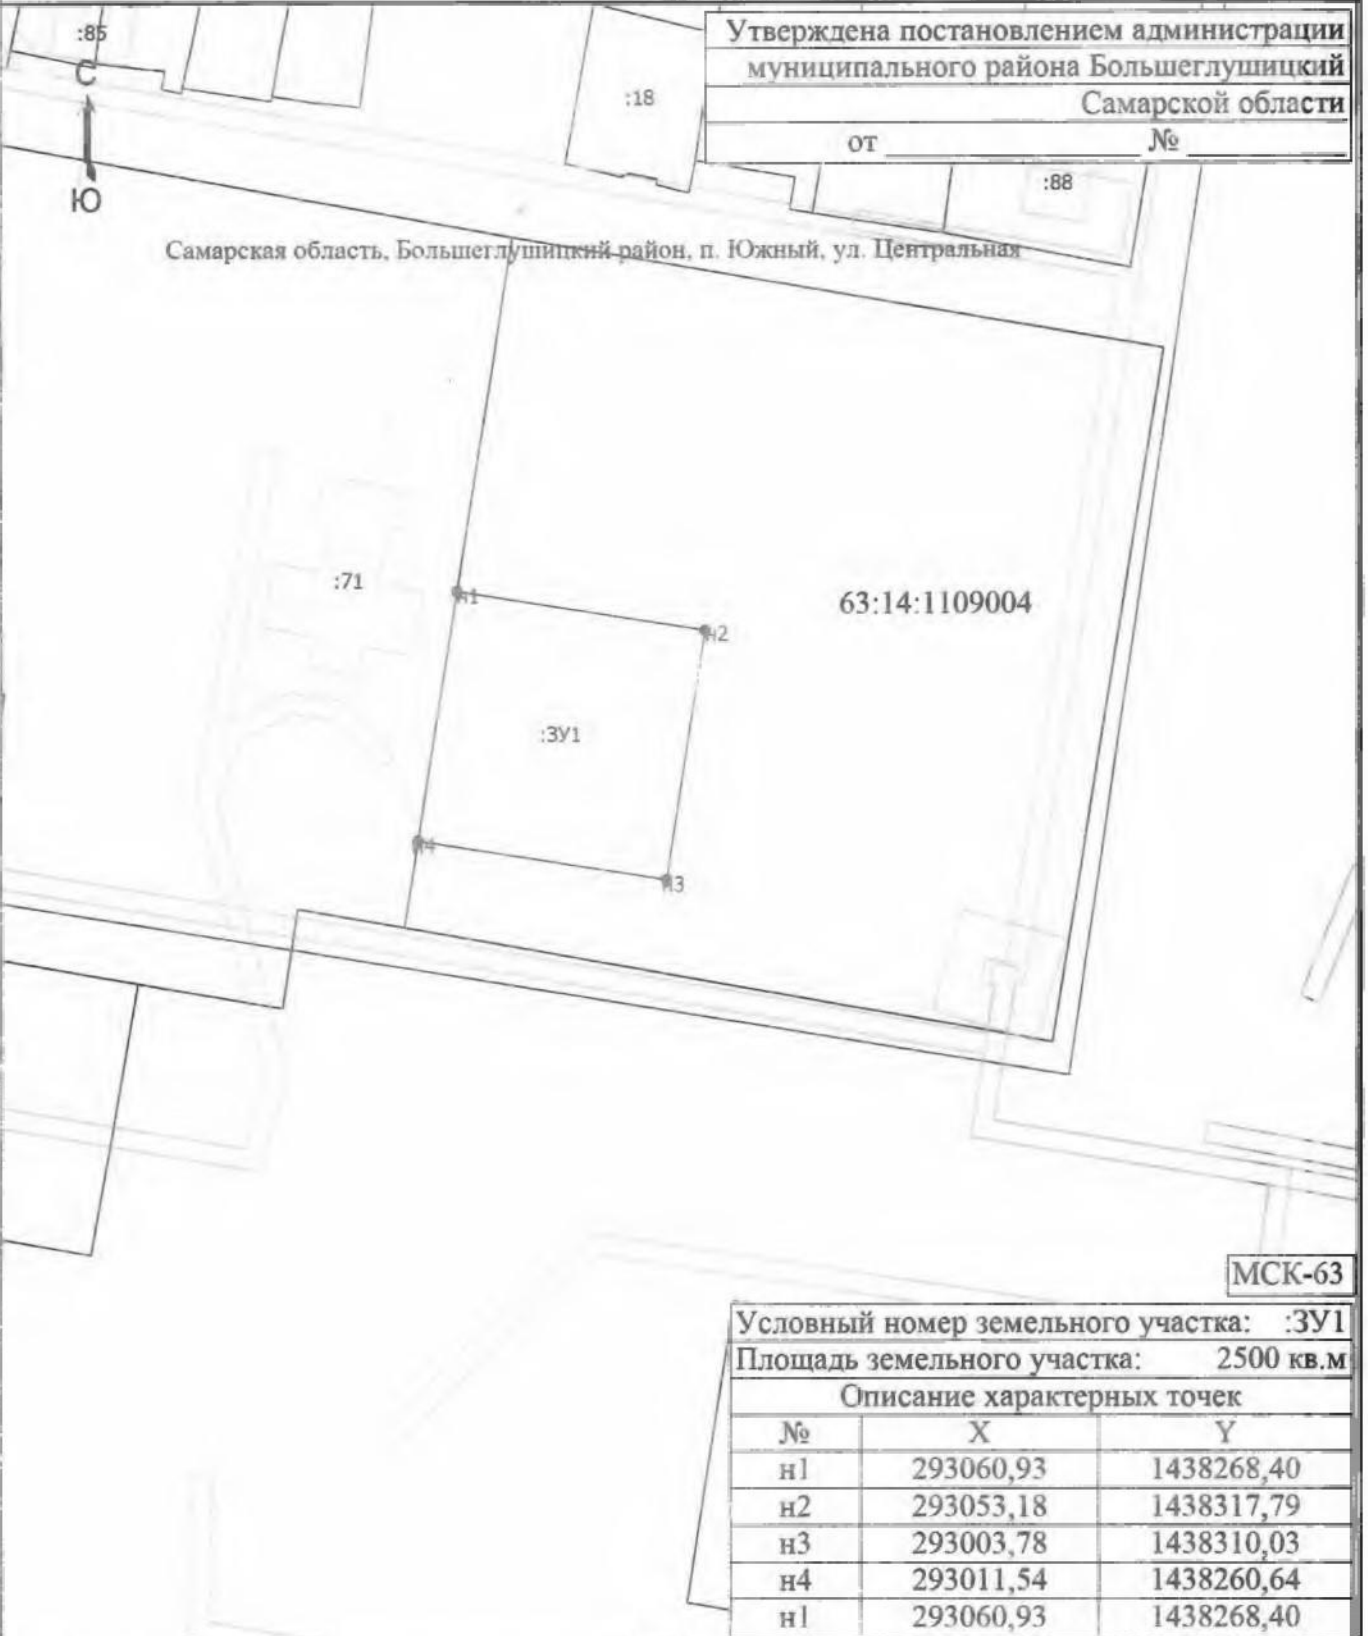 Утверждена постановлением администрации
муниципального района Большеглушицкий
Самарской области
от ______________ № __________
:85
С
Ю
:18
:88
Самарская область, Большеглушицкий район, п. Южный, ул. Центральная
:71
н1
63:14:1109004
н2
:ЗУ1
н4
н3
МСК-63
Условный номер земельного участка: :ЗУ1
Площадь земельного участка: 2500 кв.м
Описание характерных точек
№ X Y
н1 293060,93 1438268,40
н2 293053,18 1438317,79
н3 293003,78 1438310,03
н4 293011,54 1438260,64
н1 293060,93 1438268,40